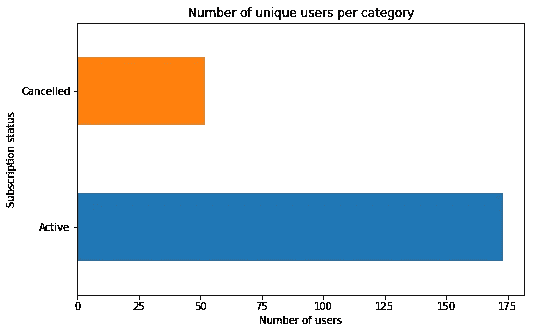 Number of unique users per category
Subscription status
Cancelled
Active
0 25 50 75 100 125 150 175
Number of users